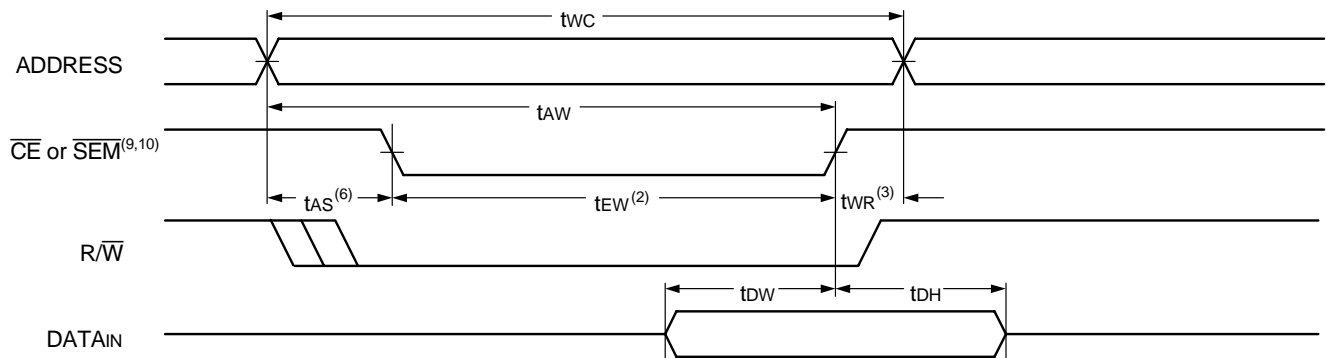 tWC
ADDRESS
tAW
CE or SEM(9,10)
tAS(6)
tEW(2)
tWR(3)
R/W
tDW
tDH
DATAIN